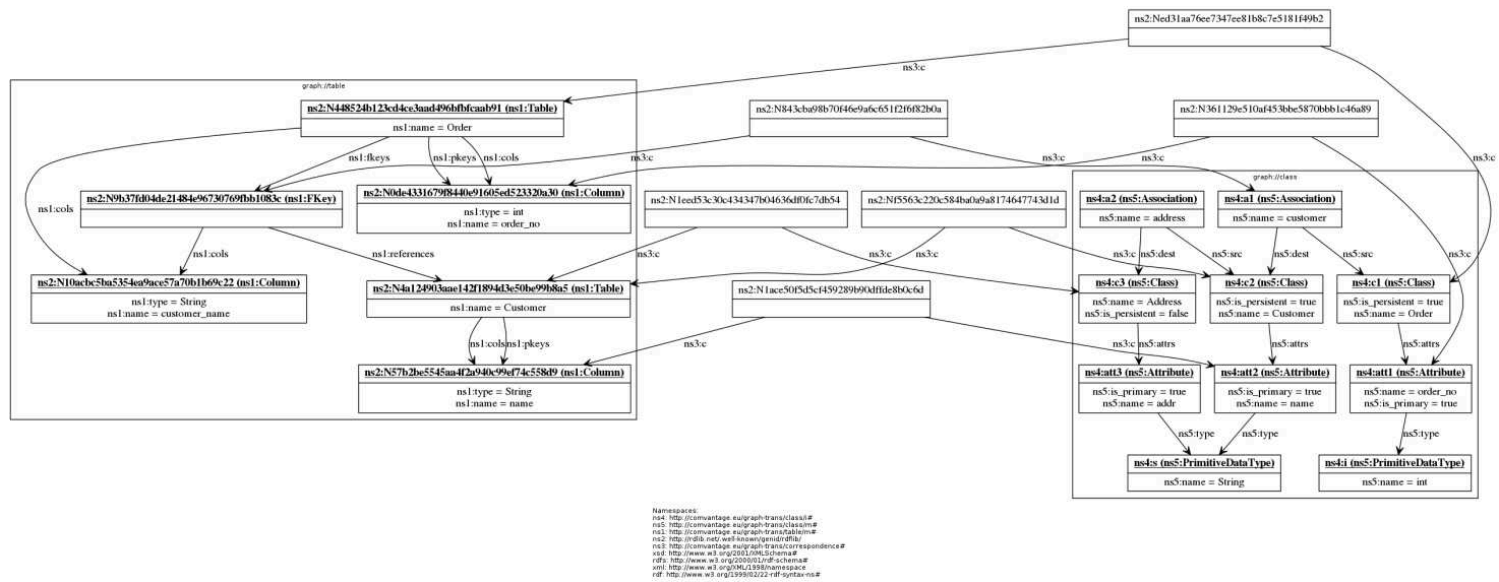 ns2:Ned31aa76ee7347ee81b8c7e5181f49b2
ns3:c
graph://table
ns2:N448524b123cd4ce3aad496bfbfcaab91 (ns1:Table)
ns1:name = Order
ns2:N843cba98b70f46e9a6c651f2f6f82b0a
ns2:N361129e510af453bbe5870bbb1c46a89
ns1:fkeys
ns1:pkeys
ns1:cols
ns3:c
ns3:c
ns3:c
ns3:c
graph://class
ns2:N9b37fd04de21484e96730769fbb1083c (ns1:FKey)
ns2:N0de4331679f8440e91605ed523320a30 (ns1:Column)
ns1:type = int
ns1:name = order_no
ns2:N1eed53c30c434347b04636df0fc7db54
ns2:Nf5563c220c584ba0a9a8174647743d1d
ns4:a2 (ns5:Association)
ns5:name = address
ns4:a1 (ns5:Association)
ns5:name = customer
ns1:cols
ns1:cols
ns1:references
ns3:c
ns3:c
ns3:c
ns5:dest
ns5:src
ns5:dest
ns5:src
ns2:N10acbc5ba5354ea9ace57a70b1b69c22 (ns1:Column)
ns1:type = String
ns1:name = customer_name
ns2:N4a124903aae142f1894d3e50be99b8a5 (ns1:Table)
ns1:name = Customer
ns2:N1ace50f5d5cf459289b90dffde8b0c6d
ns4:c3 (ns5:Class)
ns5:name = Address
ns5:is_persistent = false
ns4:c2 (ns5:Class)
ns5:is_persistent = true
ns5:name = Customer
ns4:c1 (ns5:Class)
ns5:is_persistent = true
ns5:name = Order
ns1:cols
ns1:pkeys
ns3:c
ns3:c
ns5:attrs
ns5:attrs
ns5:attrs
ns2:N57b2be5545aa4f2a940c99ef74c558d9 (ns1:Column)
ns1:type = String
ns1:name = name
ns4:att3 (ns5:Attribute)
ns5:is_primary = true
ns5:name = addr
ns4:att2 (ns5:Attribute)
ns5:is_primary = true
ns5:name = name
ns4:att1 (ns5:Attribute)
ns5:name = order_no
ns5:is_primary = true
ns5:type
ns5:type
ns5:type
ns4:s (ns5:PrimitiveDataType)
ns5:name = String
ns4:i (ns5:PrimitiveDataType)
ns5:name = int
Namespaces:
ns4: http://comvantage.eu/graph-trans/class/i#
ns5: http://comvantage.eu/graph-trans/class/m#
ns1: http://comvantage.eu/graph-trans/table/m#
ns2: http://rdlib.net/.well-known/genid/rdflib/
ns3: http://comvantage.eu/graph-trans/correspondence#
xsd: http://www.w3.org/2001/XMLSchema#
rdfs: http://www.w3.org/2000/01/rdf-schema#
xml: http://www.w3.org/XML/1998/namespace
rdf: http://www.w3.org/1999/02/22-rdf-syntax-ns#